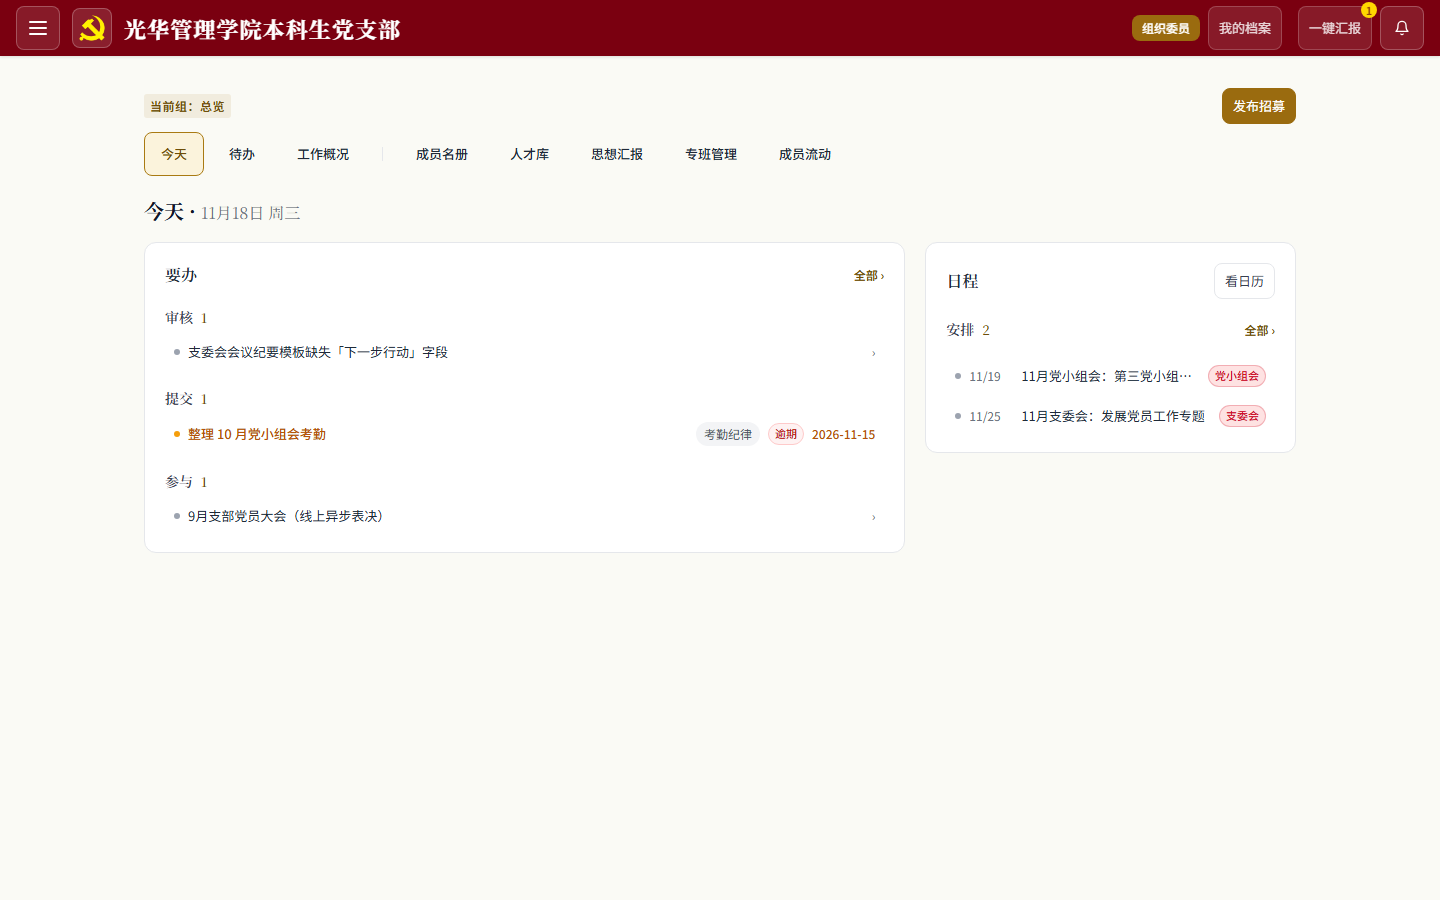 光华管理学院本科生党支部
组织委员
我的档案
一键汇报
1
当前组：总览
发布招募
今天
待办
工作概况
成员名册
人才库
思想汇报
专班管理
成员流动
今天 · 11月18日 周三
要办
全部 ›
审核 1
支委会会议纪要模板缺失「下一步行动」字段 ›
提交 1
整理 10 月党小组会考勤 考勤纪律 逾期 2026-11-15
参与 1
9月支部党员大会（线上异步表决） ›
日程
看日历
安排 2
全部 ›
11/19 11月党小组会：第三党小组… 党小组会
11/25 11月支委会：发展党员工作专题 支委会